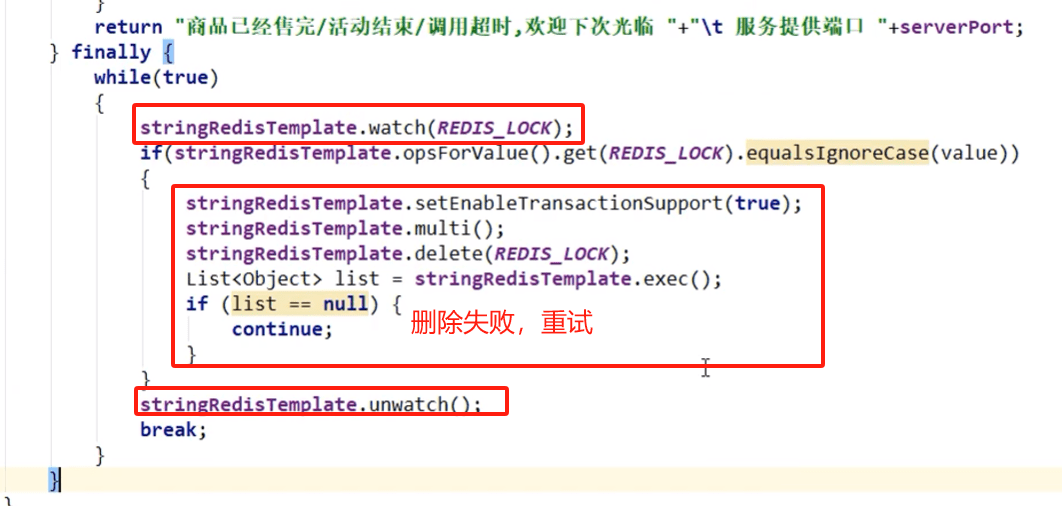 }
return "商品已经售完/活动结束/调用超时,欢迎下次光临 "+"\t 服务提供端口 "+serverPort;
} finally {
while(true)
{
stringRedisTemplate.watch(REDIS_LOCK);
if(stringRedisTemplate.opsForValue().get(REDIS_LOCK).equalsIgnoreCase(value))
{
stringRedisTemplate.setEnableTransactionSupport(true);
stringRedisTemplate.multi();
stringRedisTemplate.delete(REDIS_LOCK);
List<Object> list = stringRedisTemplate.exec();
if (list == null) {
删除失败，重试
continue;
}
}
stringRedisTemplate.unwatch();
break;
}
}
}